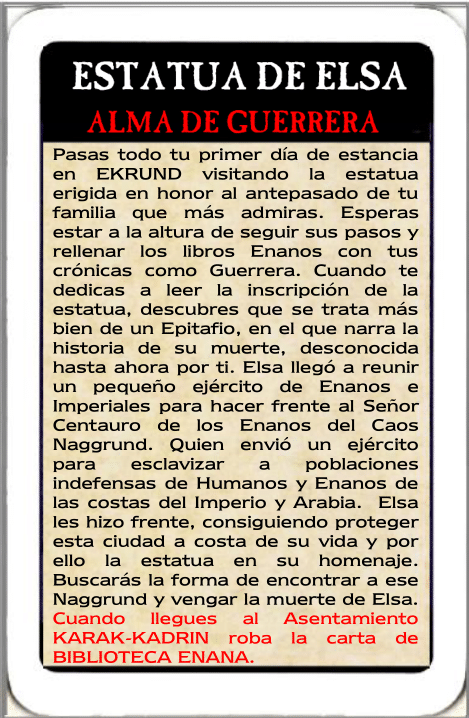 ESTATUA DE ELSA
ALMA DE GUERRERA
Pasas todo tu primer día de estancia
en EKRUND visitando la estatua
erigida en honor al antepasado de tu
familia que más admiras. Esperas
estar a la altura de seguir sus pasos y
rellenar los libros Enanos con tus
crónicas como Guerrera. Cuando te
dedicas a leer la inscripción de la
estatua, descubres que se trata más
bien de un Epitafio, en el que narra la
historia de su muerte, desconocida
hasta ahora por ti. Elsa llegó a reunir
un pequeño ejército de Enanos e
Imperiales para hacer frente al Señor
Centauro de los Enanos del Caos
Naggrund. Quien envió un ejército
para esclavizar a poblaciones
indefensas de Humanos y Enanos de
las costas del Imperio y Arabia. Elsa
les hizo frente, consiguiendo proteger
esta ciudad a costa de su vida y por
ello la estatua en su homenaje.
Buscarás la forma de encontrar a ese
Naggrund y vengar la muerte de Elsa.
Cuando llegues al Asentamiento
KARAK-KADRIN roba la carta de
BIBLIOTECA ENANA.